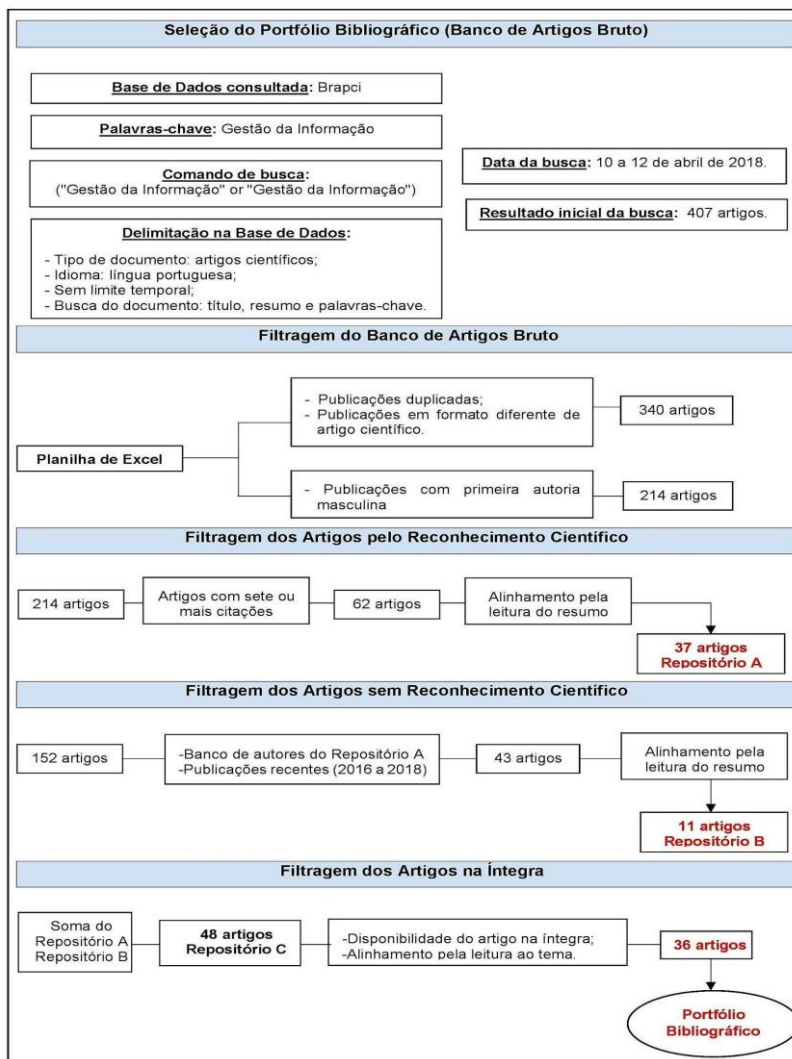 Seleção do Portfólio Bibliográfico (Banco de Artigos Bruto)
Base de Dados consultada: Brapci
Palavras-chave: Gestão da Informação
Comando de busca:
("Gestão da Informação" or "Gestão da Informação")
Delimitação na Base de Dados:
- Tipo de documento: artigos científicos;
- Idioma: língua portuguesa;
- Sem limite temporal;
- Busca do documento: título, resumo e palavras-chave.
Data da busca: 10 a 12 de abril de 2018.
Resultado inicial da busca: 407 artigos.
Filtragem do Banco de Artigos Bruto
Planilha de Excel
- Publicações duplicadas;
- Publicações em formato diferente de
artigo científico.
340 artigos
- Publicações com primeira autoria
masculina
214 artigos
Filtragem dos Artigos pelo Reconhecimento Científico
214 artigos
Artigos com sete ou
mais citações
62 artigos
Alinhamento pela
leitura do resumo
37 artigos
Repositório A
Filtragem dos Artigos sem Reconhecimento Científico
152 artigos
-Banco de autores do Repositório A
-Publicações recentes (2016 a 2018)
43 artigos
Alinhamento pela
leitura do resumo
11 artigos
Repositório B
Filtragem dos Artigos na Íntegra
Soma do
Repositório A
Repositório B
48 artigos
Repositório C
-Disponibilidade do artigo na íntegra;
-Alinhamento pela leitura ao tema.
36 artigos
Portfólio
Bibliográfico